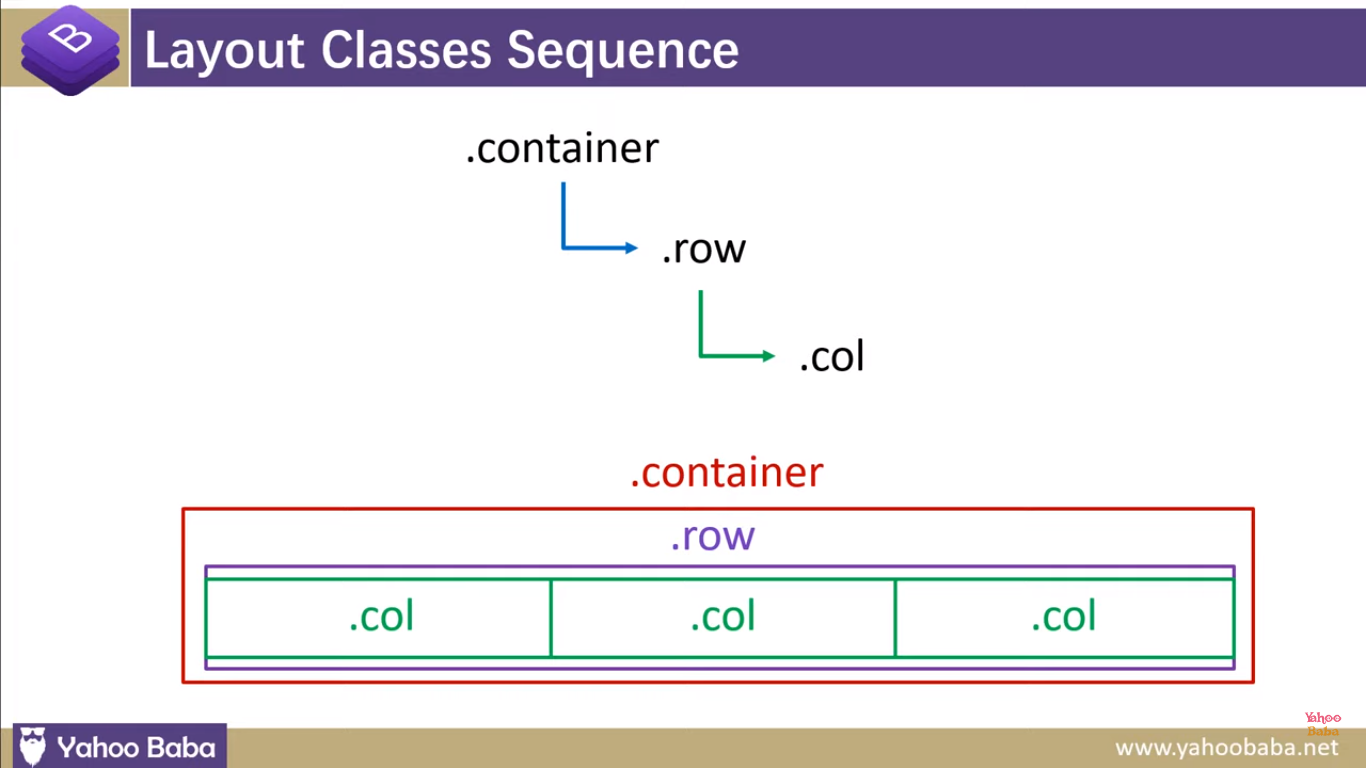 B
Layout Classes Sequence
.container
.row
.col
.container
.row
.col .col .col
Yahoo Baba
Yahoo
Baba
www.yahoobaba.net